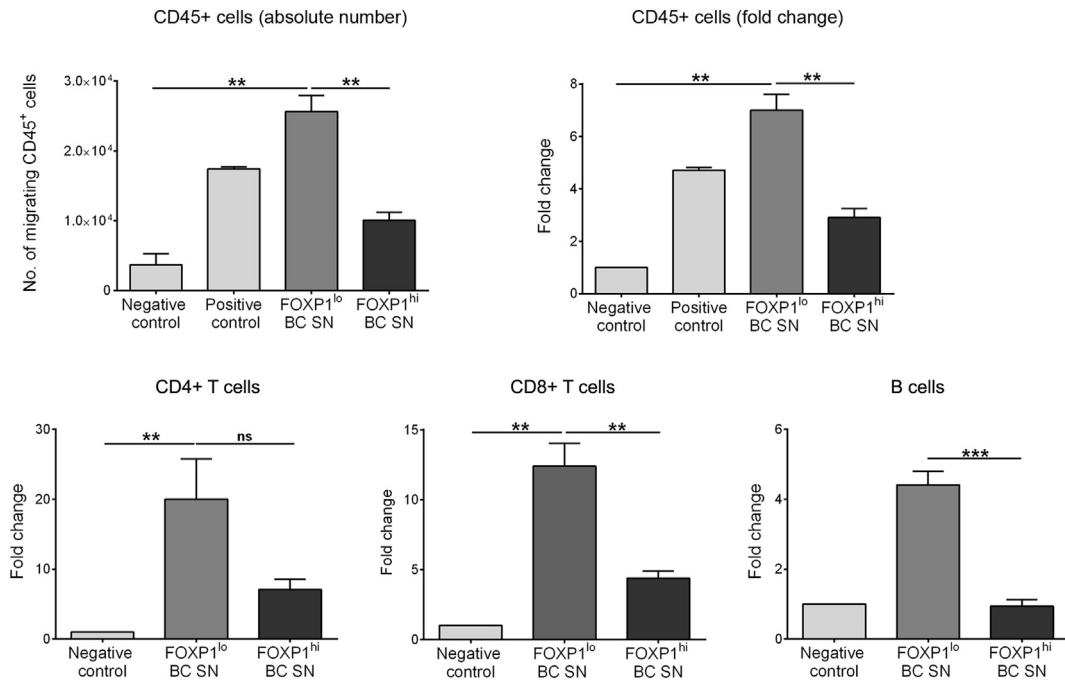 CD45+ cells (absolute number)
No. of migrating CD45⁺ cells
3.0×10⁴
2.0×10⁴
1.0×10⁴
0
** **
Negative control
Positive control
FOXP1ˡᵒ BC SN
FOXP1ʰⁱ BC SN
CD45+ cells (fold change)
Fold change
8
6
4
2
0
** **
Negative control
Positive control
FOXP1ˡᵒ BC SN
FOXP1ʰⁱ BC SN
CD4+ T cells
Fold change
30
20
10
0
** ns
Negative control
FOXP1ˡᵒ BC SN
FOXP1ʰⁱ BC SN
CD8+ T cells
Fold change
15
10
5
0
** **
Negative control
FOXP1ˡᵒ BC SN
FOXP1ʰⁱ BC SN
B cells
Fold change
6
4
2
0
***
Negative control
FOXP1ˡᵒ BC SN
FOXP1ʰⁱ BC SN